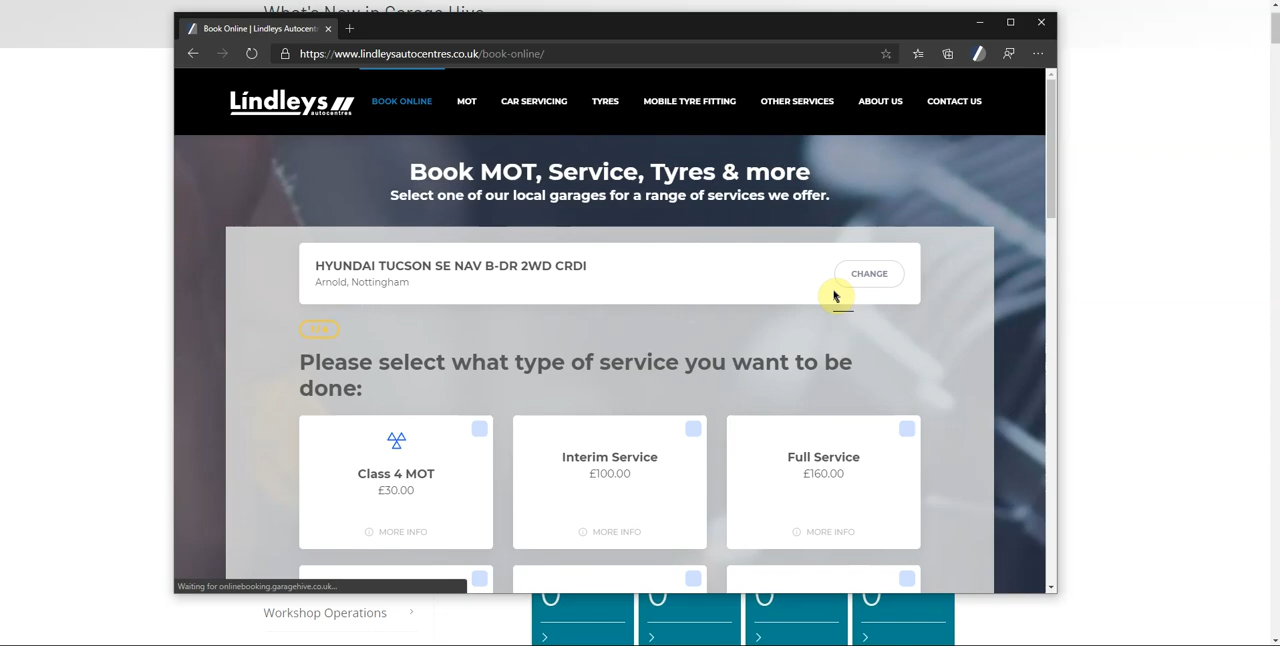 What's New in Garage Hive
Book Online | Lindleys Autocent
https://www.lindleysautocentres.co.uk/book-online/
Lindleys
autocentres
BOOK ONLINE
MOT
CAR SERVICING
TYRES
MOBILE TYRE FITTING
OTHER SERVICES
ABOUT US
CONTACT US
Book MOT, Service, Tyres & more
Select one of our local garages for a range of services we offer.
HYUNDAI TUCSON SE NAV B-DR 2WD CRDI
Arnold, Nottingham
CHANGE
Please select what type of service you want to be
done:
Class 4 MOT
£30.00
MORE INFO
Interim Service
£100.00
MORE INFO
Full Service
£160.00
MORE INFO
Waiting for onlinebooking.garagehive.co.uk...
Workshop Operations
0
0
0
0